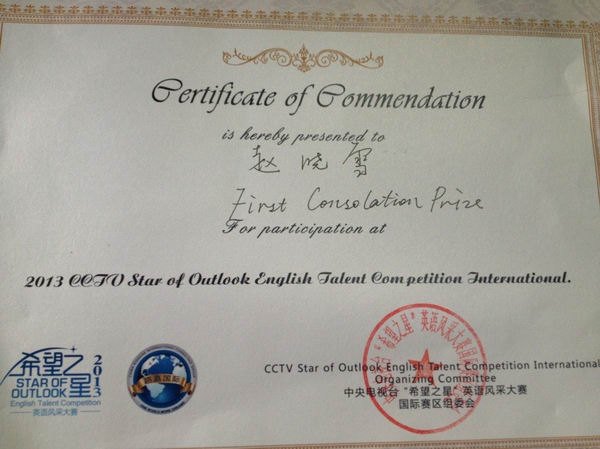 Certificate of Commendation
is hereby presented to
赵晓雪
First Consolation Prize
For participation at
2013 CCTV Star of Outlook English Talent Competition International.
希望之星 2013
STAR OF
OUTLOOK
English Talent Competition
英语风采大赛
CCTV Star of Outlook English Talent Competition International
Organizing Committee
中央电视台“希望之星”英语风采大赛
国际赛区组委会